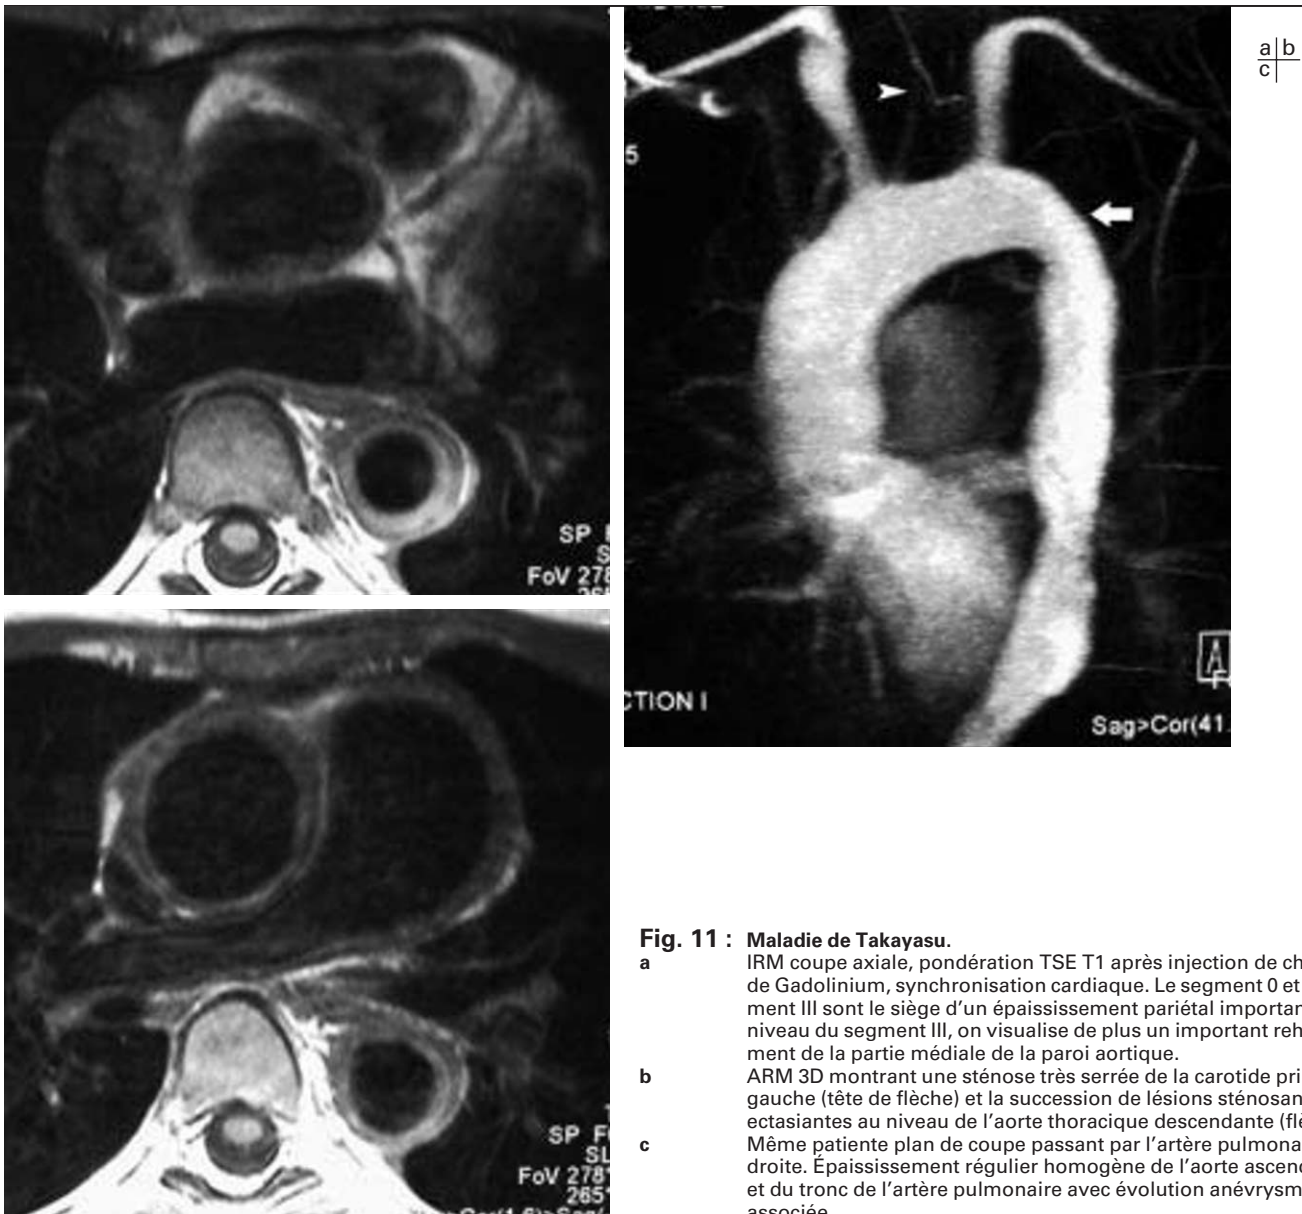 a b
c
5
SP
FoV 278
CTION I
A
Sag>Cor(41.
SP
SL
FoV 278*
265*
Fig. 11 : Maladie de Takayasu.
a IRM coupe axiale, pondération TSE T1 après injection de ch
de Gadolinium, synchronisation cardiaque. Le segment 0 et
ment III sont le siège d'un épaississement pariétal importan
niveau du segment III, on visualise de plus un important reh
ment de la partie médiale de la paroi aortique.
b ARM 3D montrant une sténose très serrée de la carotide pri
gauche (tête de flèche) et la succession de lésions sténosan
ectasiantes au niveau de l'aorte thoracique descendante (flè
c Même patiente plan de coupe passant par l'artère pulmona
droite. Épaississement régulier homogène de l'aorte ascend
et du tronc de l'artère pulmonaire avec évolution anévrysm
associée.